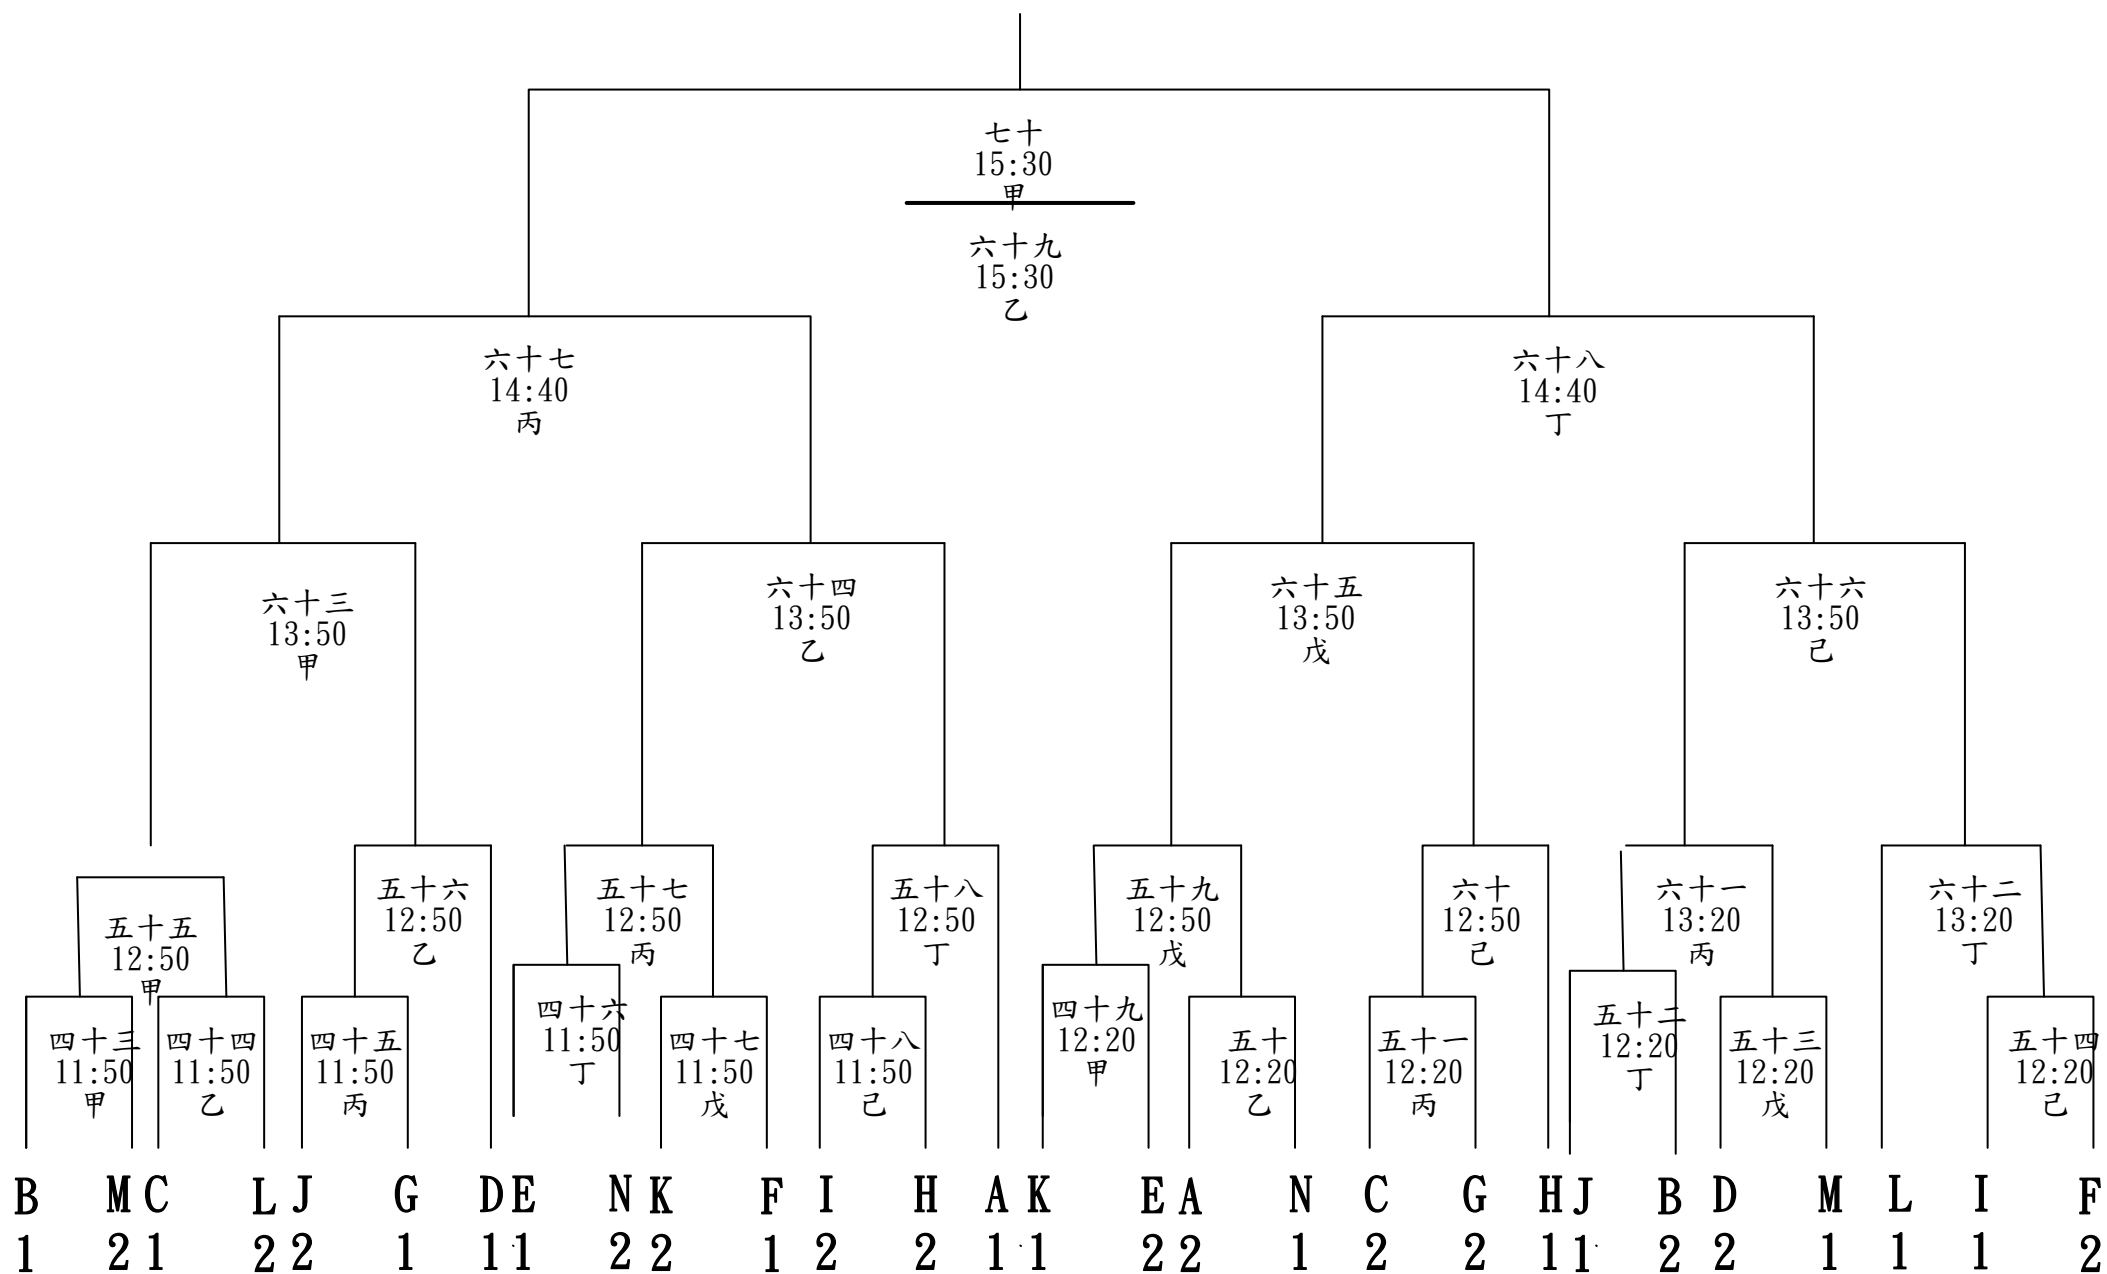 七十
15:30
甲
六十九
15:30
乙
六十七
14:40
丙
六十八
14:40
丁
六十三
13:50
甲
六十四
13:50
乙
六十五
13:50
戊
六十六
13:50
己
五十五
12:50
甲
五十六
12:50
乙
五十七
12:50
丙
五十八
12:50
丁
五十九
12:50
戊
六十
12:50
己
六十一
13:20
丙
六十二
13:20
丁
四十三
11:50
甲
四十四
11:50
乙
四十五
11:50
丙
四十六
11:50
丁
四十七
11:50
戊
四十八
11:50
己
四十九
12:20
甲
五十
12:20
乙
五十一
12:20
丙
五十二
12:20
丁
五十三
12:20
戊
五十四
12:20
己
B M C L J G D E N K F I H A K E A N C G H J B D M L I F
1 2 1 2 2 1 1 1 2 2 1 2 2 1 1 2 2 1 2 2 1 1 2 2 1 1 1 2